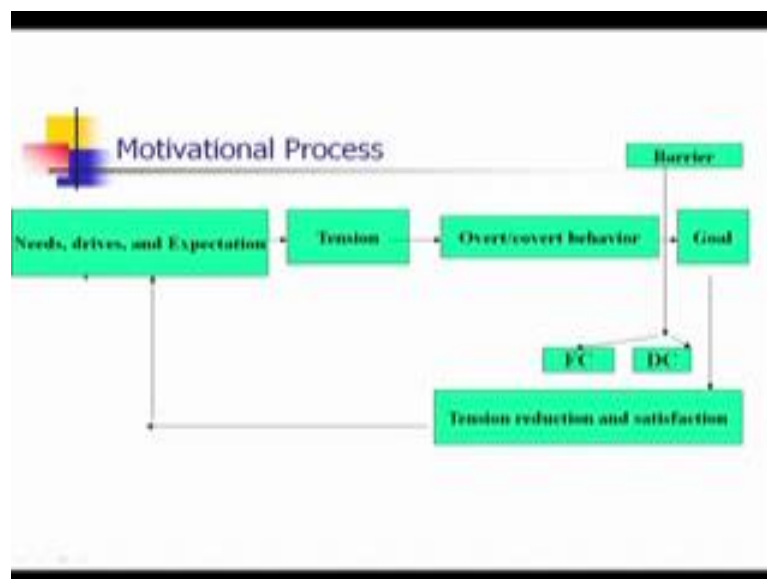 Motivational Process
Barrier
Needs, drives, and Expectation
Tension
Overt/covert behavior
Goal
FC
DC
Tension reduction and satisfaction